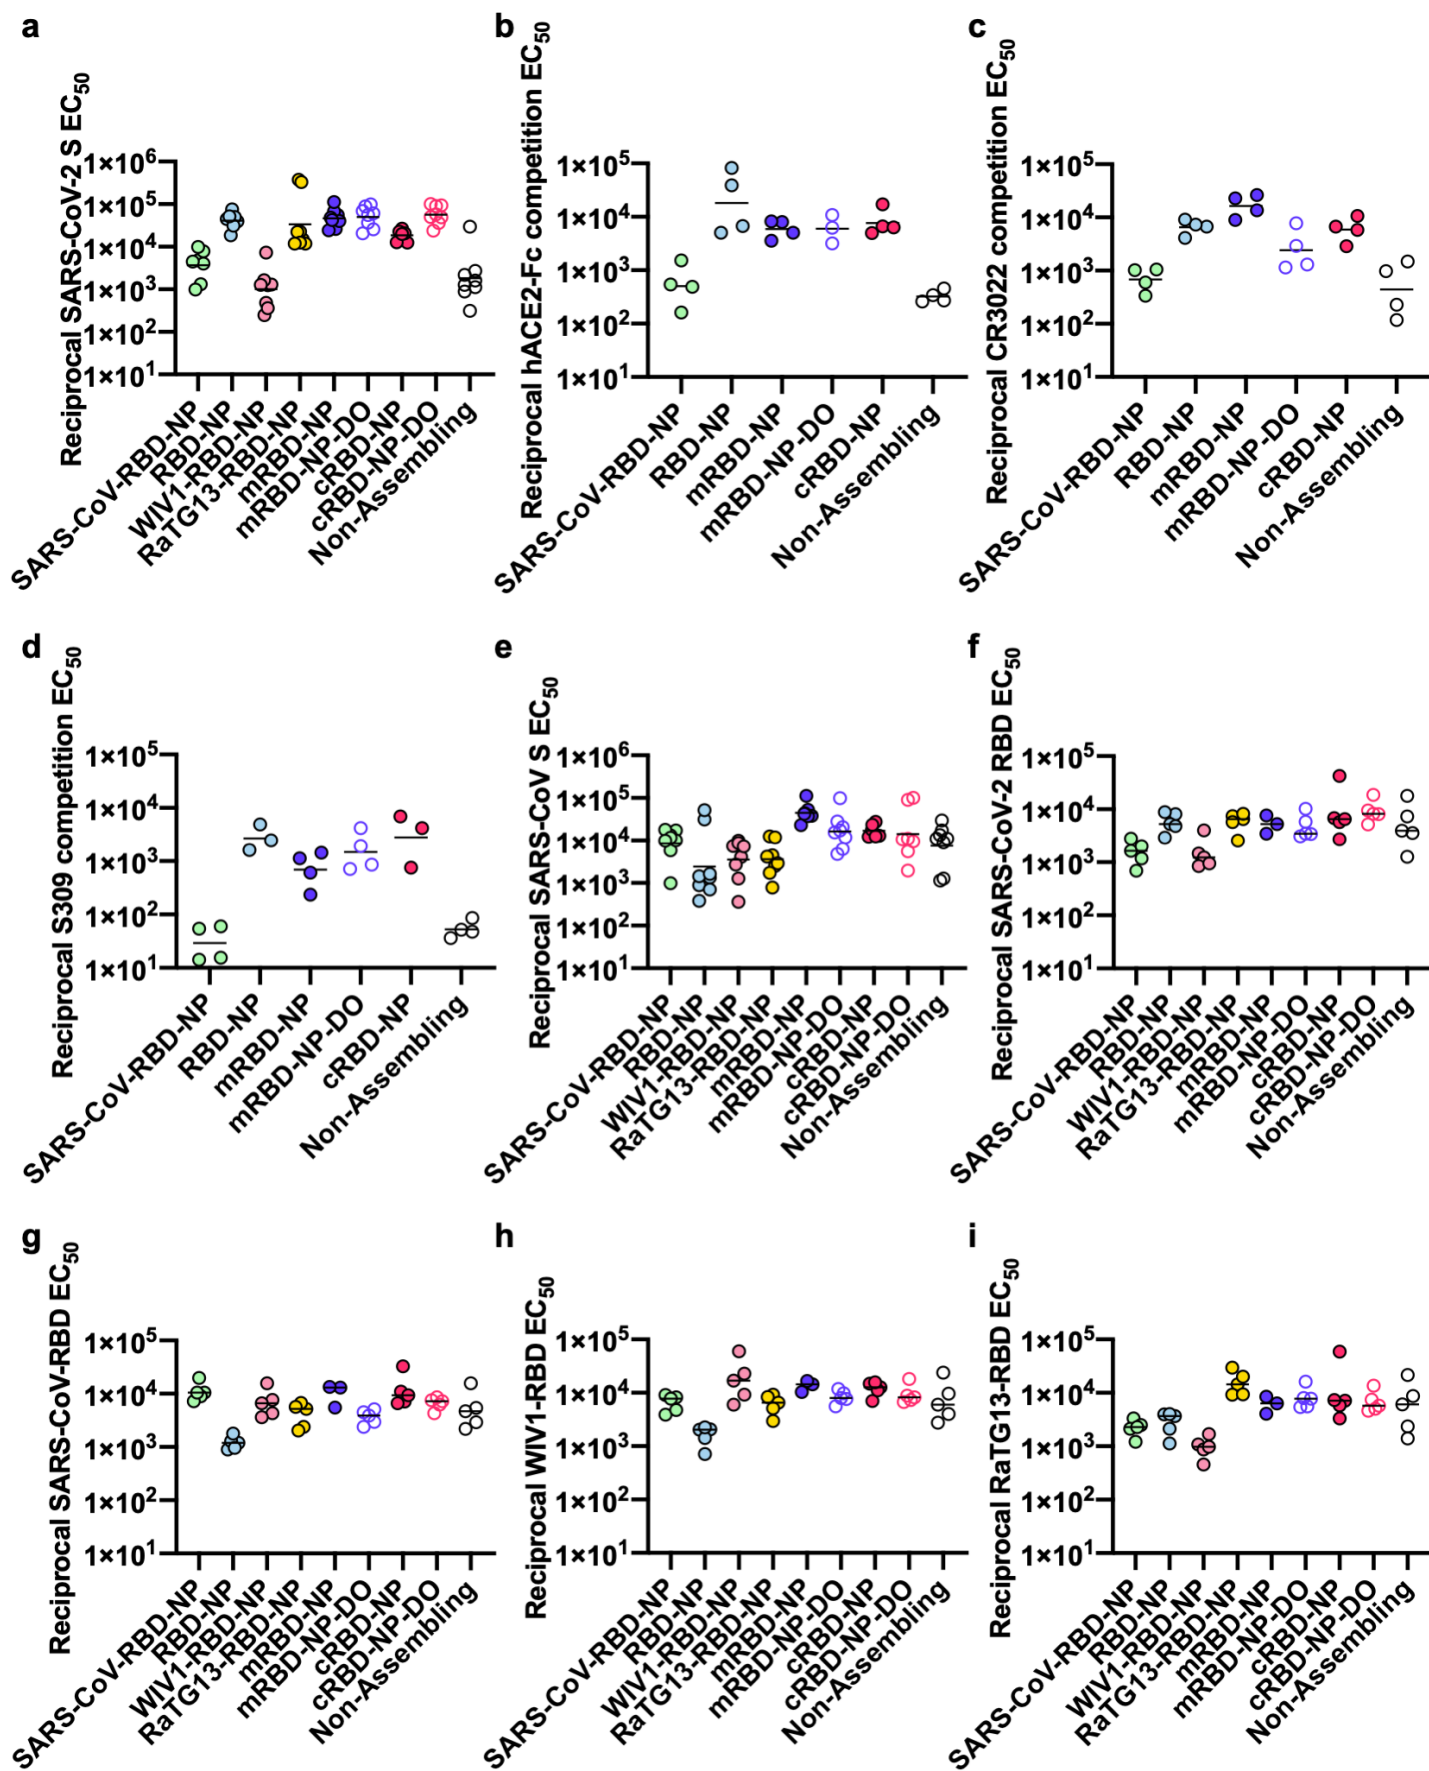 a
Reciprocal SARS-CoV-2 S EC50
1×10^6
1×10^5
1×10^4
1×10^3
1×10^2
1×10^1
SARS-CoV-RBD-NP
RBD-NP
WIV1-RBD-NP
RaTG13-RBD-NP
mRBD-NP
mRBD-NP-DO
cRBD-NP
cRBD-NP-DO
Non-Assembling
b
Reciprocal hACE2-Fc competition EC50
1×10^5
1×10^4
1×10^3
1×10^2
1×10^1
SARS-CoV-RBD-NP
RBD-NP
mRBD-NP
mRBD-NP-DO
cRBD-NP
Non-Assembling
c
Reciprocal CR3022 competition EC50
1×10^5
1×10^4
1×10^3
1×10^2
1×10^1
SARS-CoV-RBD-NP
RBD-NP
mRBD-NP
mRBD-NP-DO
cRBD-NP
Non-Assembling
d
Reciprocal S309 competition EC50
1×10^5
1×10^4
1×10^3
1×10^2
1×10^1
SARS-CoV-RBD-NP
RBD-NP
mRBD-NP
mRBD-NP-DO
cRBD-NP
Non-Assembling
e
Reciprocal SARS-CoV S EC50
1×10^6
1×10^5
1×10^4
1×10^3
1×10^2
1×10^1
SARS-CoV-RBD-NP
RBD-NP
WIV1-RBD-NP
RaTG13-RBD-NP
mRBD-NP
mRBD-NP-DO
cRBD-NP
cRBD-NP-DO
Non-Assembling
f
Reciprocal SARS-CoV-2 RBD EC50
1×10^5
1×10^4
1×10^3
1×10^2
1×10^1
SARS-CoV-RBD-NP
RBD-NP
WIV1-RBD-NP
RaTG13-RBD-NP
mRBD-NP
mRBD-NP-DO
cRBD-NP
cRBD-NP-DO
Non-Assembling
g
Reciprocal SARS-CoV-RBD EC50
1×10^5
1×10^4
1×10^3
1×10^2
1×10^1
SARS-CoV-RBD-NP
RBD-NP
WIV1-RBD-NP
RaTG13-RBD-NP
mRBD-NP
mRBD-NP-DO
cRBD-NP
cRBD-NP-DO
Non-Assembling
h
Reciprocal WIV1-RBD EC50
1×10^5
1×10^4
1×10^3
1×10^2
1×10^1
SARS-CoV-RBD-NP
RBD-NP
WIV1-RBD-NP
RaTG13-RBD-NP
mRBD-NP
mRBD-NP-DO
cRBD-NP
cRBD-NP-DO
Non-Assembling
i
Reciprocal RaTG13-RBD EC50
1×10^5
1×10^4
1×10^3
1×10^2
1×10^1
SARS-CoV-RBD-NP
RBD-NP
WIV1-RBD-NP
RaTG13-RBD-NP
mRBD-NP
mRBD-NP-DO
cRBD-NP
cRBD-NP-DO
Non-Assembling